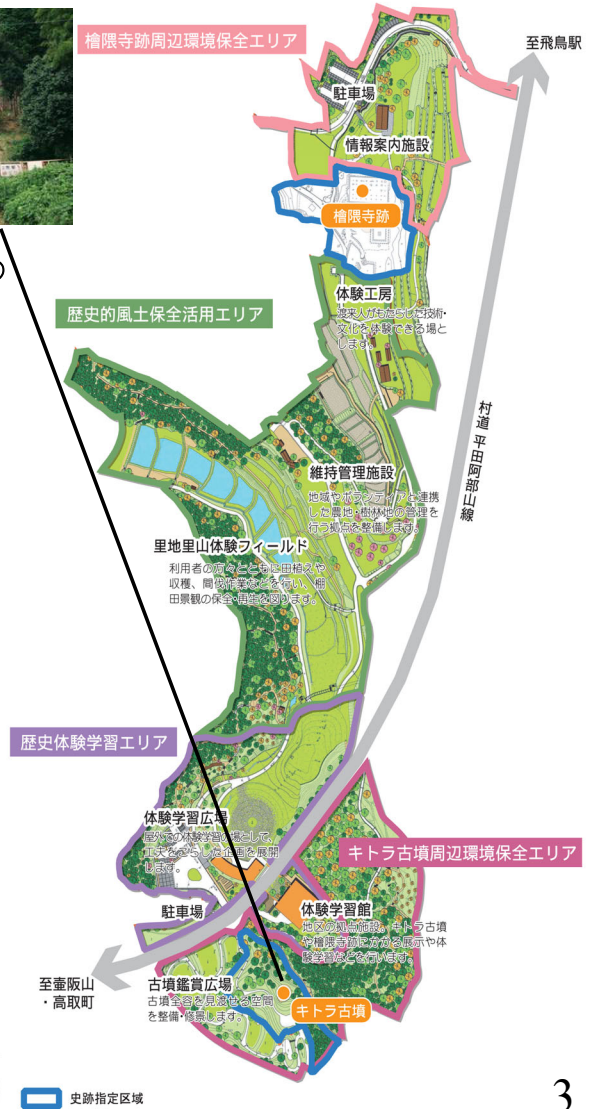 檜隈寺跡周辺環境保全エリア
至飛鳥駅
駐車場
情報案内施設
檜隈寺跡
体験工房
渡来人がもたらした技術・
文化を体験できる場と
します。
歴史的風土保全活用エリア
村道 平田阿部山線
維持管理施設
地域やボランティアと連携
した農地・樹林地の管理を
行う拠点を整備します。
里地里山体験フィールド
利用者の方々とともに田植えや
収穫、間伐作業などを行い、棚
田景観の保全・再生を図ります。
歴史体験学習エリア
体験学習広場
屋外での体験学習の場として、
工夫をこらした企画を展開
します。
キトラ古墳周辺環境保全エリア
駐車場
体験学習館
地区の拠点施設。キトラ古墳
や檜隈寺跡にかかる展示や体
験学習などを行います。
至壷阪山
・高取町
古墳鑑賞広場
古墳全容を見渡せる空間
を整備・修景します。
キトラ古墳
史跡指定区域
3